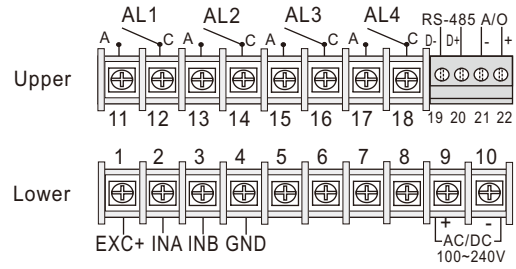 AL1 AL2 AL3 AL4 RS-485 A/O
A C A C A C A C D- D+ - +
Upper
11 12 13 14 15 16 17 18 19 20 21 22
1 2 3 4 5 6 7 8 9 10
Lower
+ -
EXC+ INA INB GND AC/DC
100~240V